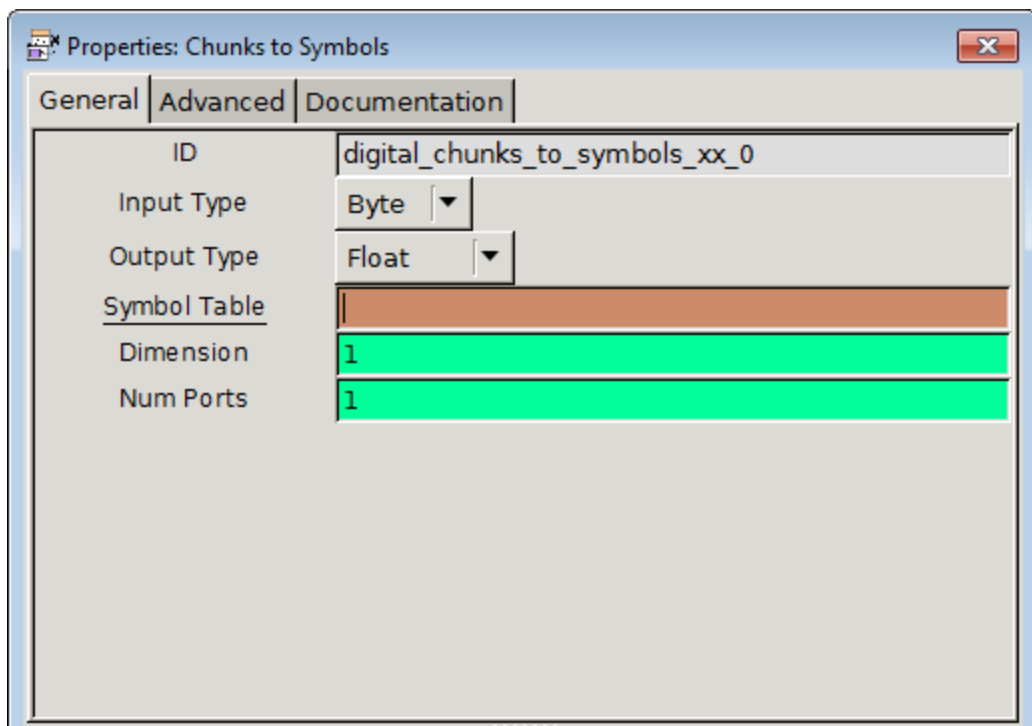 Properties: Chunks to Symbols
General Advanced Documentation
ID digital_chunks_to_symbols_xx_0
Input Type Byte
Output Type Float
Symbol Table
Dimension 1
Num Ports 1